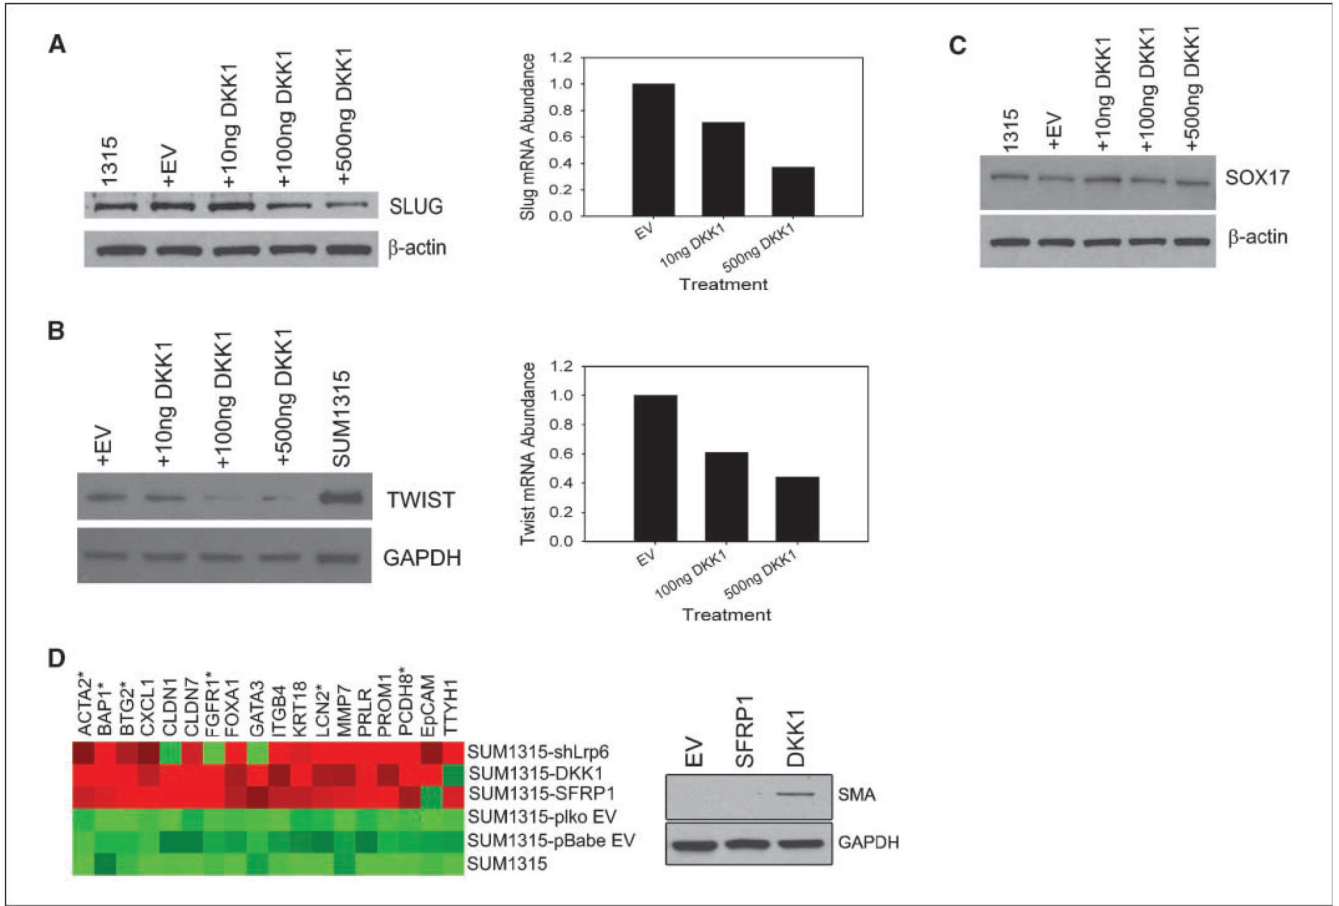 A
1315
+EV
+10ng DKK1
+100ng DKK1
+500ng DKK1
SLUG
β-actin
Slug mRNA Abundance
1.2
1.0
0.8
0.6
0.4
0.2
0.0
EV
10ng DKK1
500ng DKK1
Treatment
C
1315
+EV
+10ng DKK1
+100ng DKK1
+500ng DKK1
SOX17
β-actin
B
+EV
+10ng DKK1
+100ng DKK1
+500ng DKK1
SUM1315
TWIST
GAPDH
Twist mRNA Abundance
1.2
1.0
0.8
0.6
0.4
0.2
0.0
EV
100ng DKK1
500ng DKK1
Treatment
D
ACTA2*
BAP1*
BTG2*
CXCL1
CLDN1
CLDN7
FGFR1*
FOXA1
GATA3
ITGB4
KRT18
LCN2*
MMP7
PRLR
PROM1
PCDH8*
EpCAM
TTYH1
SUM1315-shLrp6
SUM1315-DKK1
SUM1315-SFRP1
SUM1315-plko EV
SUM1315-pBabe EV
SUM1315
EV
SFRP1
DKK1
SMA
GAPDH